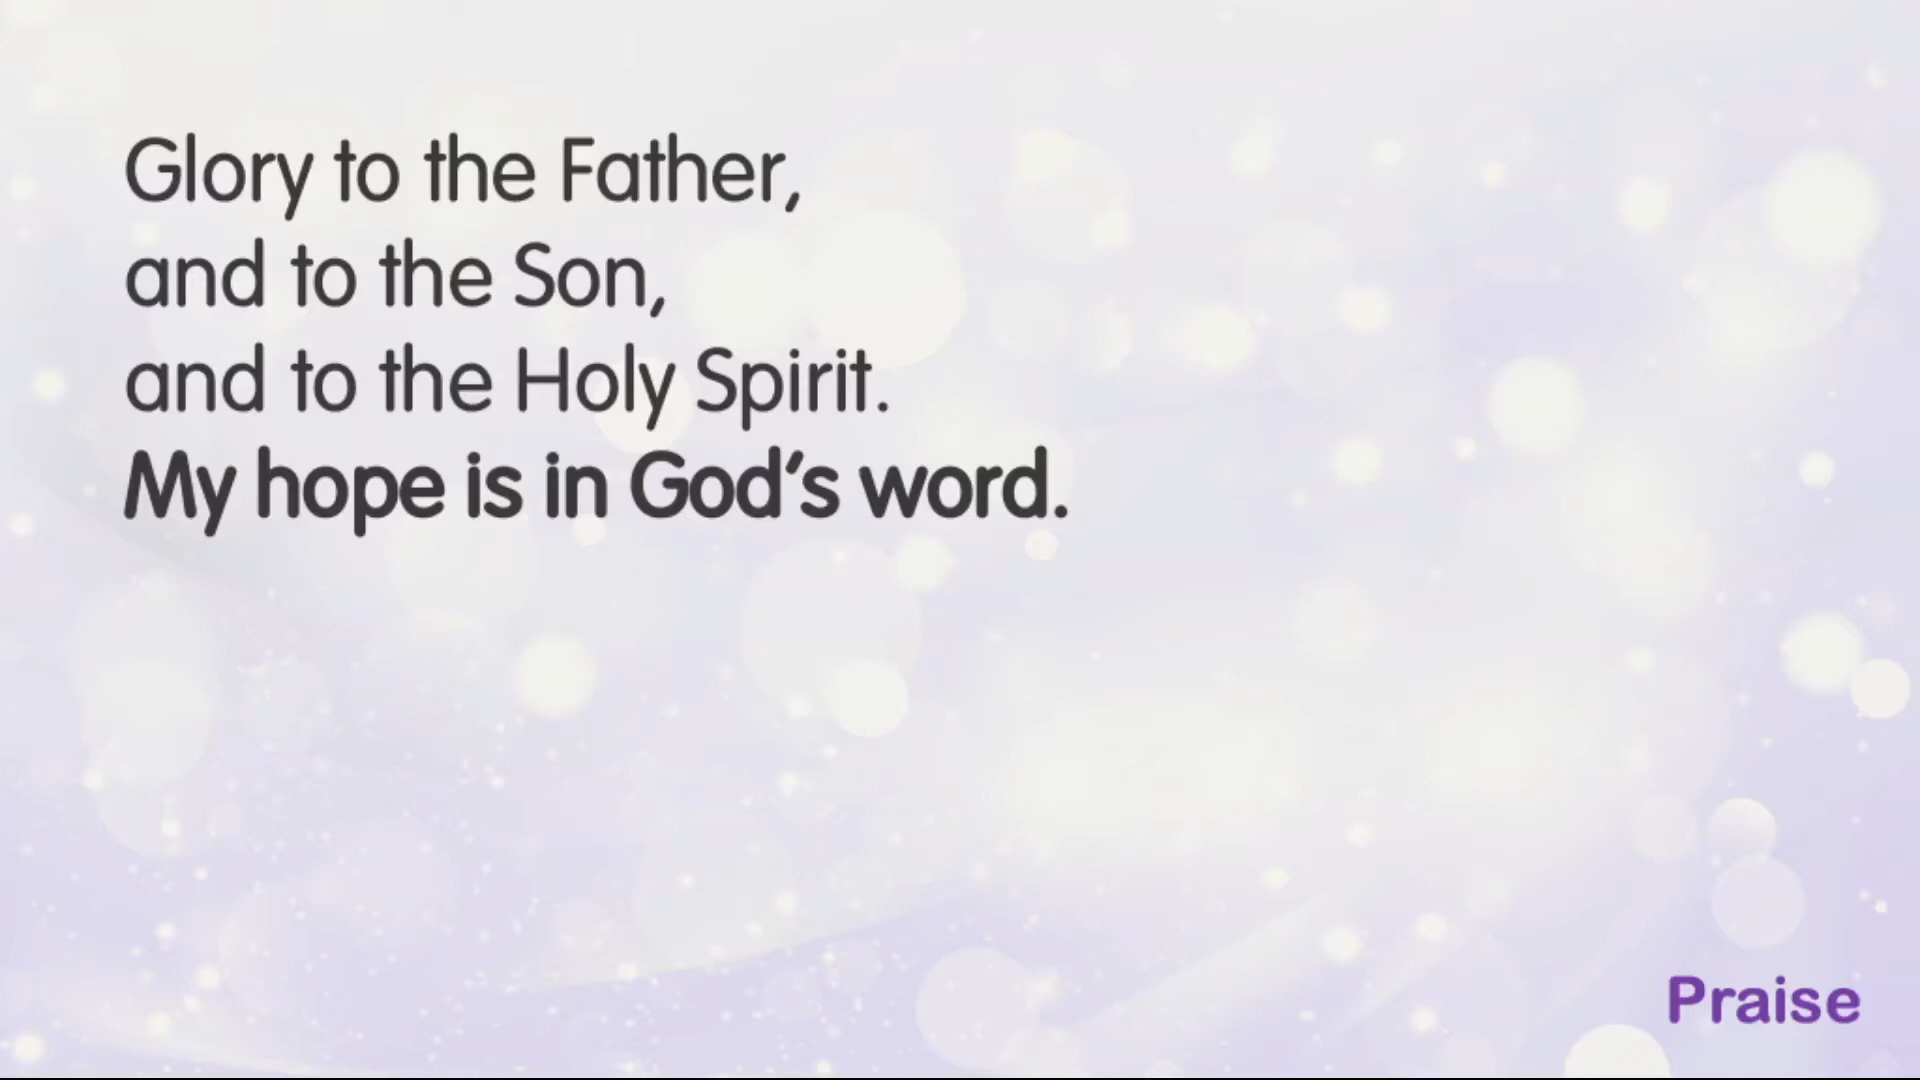 Glory to the Father,
and to the Son,
and to the Holy Spirit.
My hope is in God’s word.
Praise